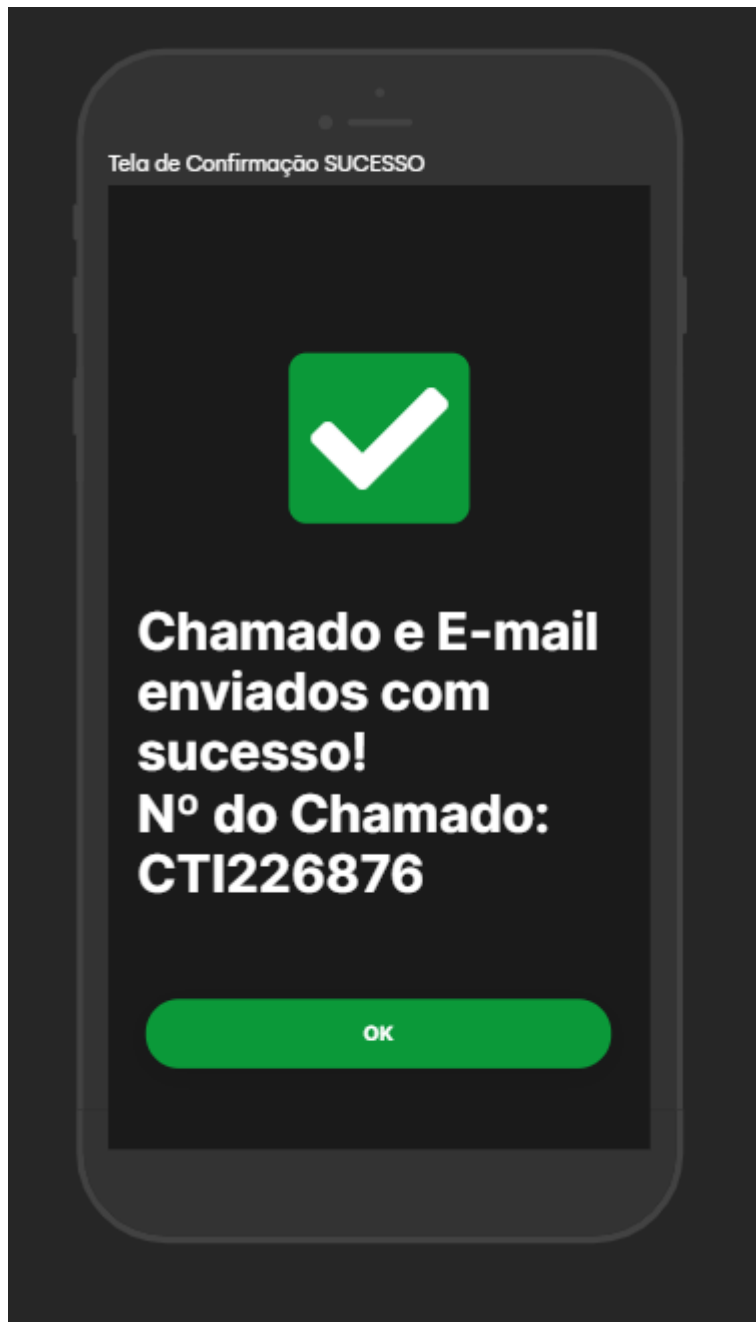 Tela de Confirmação SUCESSO
Chamado e E-mail
enviados com
sucesso!
Nº do Chamado:
CTI226876
OK